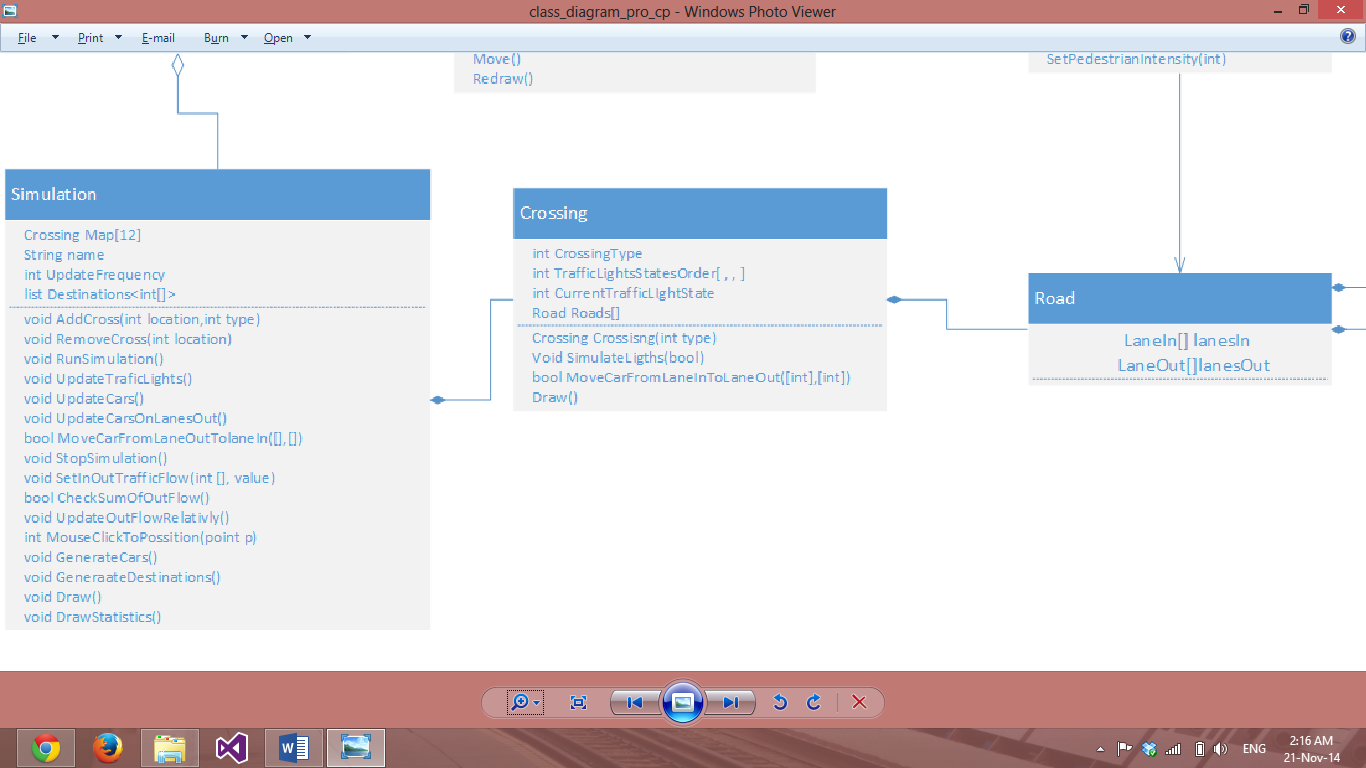 class_diagram_pro_cp - Windows Photo Viewer
File Print E-mail Burn Open
Move()
Redraw()
SetPedestrianIntensity(int)
Simulation
Crossing Map[12]
String name
int UpdateFrequency
list Destinations<int[]>
void AddCross(int location,int type)
void RemoveCross(int location)
void RunSimulation()
void UpdateTraficLights()
void UpdateCars()
void UpdateCarsOnLanesOut()
bool MoveCarFromLaneOutTolaneIn([],[])
void StopSimulation()
void SetInOutTrafficFlow(int [], value)
bool CheckSumOfOutFlow()
void UpdateOutFlowRelativly()
int MouseClickToPossition(point p)
void GenerateCars()
void GeneraateDestinations()
void Draw()
void DrawStatistics()
Crossing
int CrossingType
int TrafficLightsStatesOrder[ , , ]
int CurrentTrafficLIghtState
Road Roads[]
Crossing Crossisng(int type)
Void SimulateLigths(bool)
bool MoveCarFromLaneInToLaneOut([int],[int])
Draw()
Road
LaneIn[] lanesIn
LaneOut[]lanesOut
ENG
2:16 AM
21-Nov-14